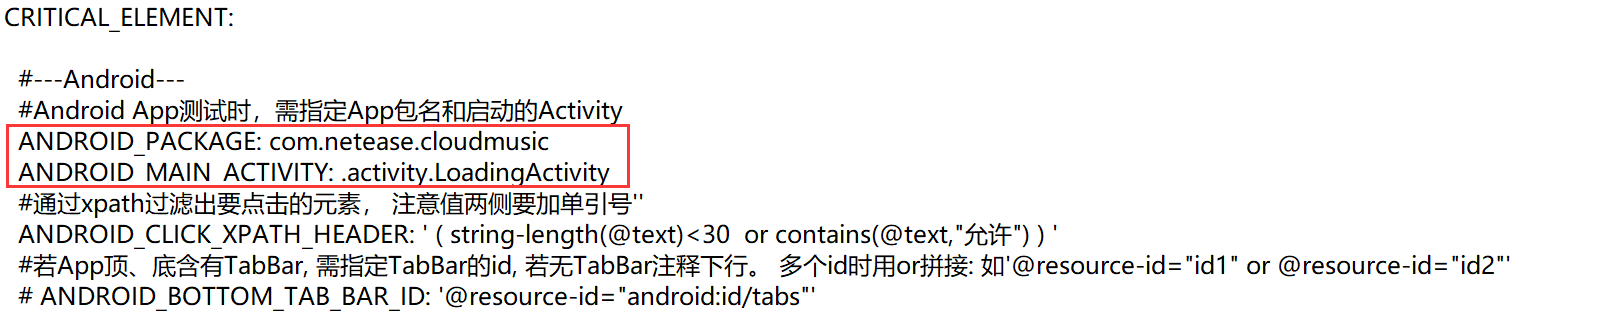 CRITICAL_ELEMENT:
#---Android---
#Android App测试时，需指定App包名和启动的Activity
ANDROID_PACKAGE: com.netease.cloudmusic
ANDROID_MAIN_ACTIVITY: .activity.LoadingActivity
#通过xpath过滤出要点击的元素， 注意值两侧要加单引号''
ANDROID_CLICK_XPATH_HEADER: ' ( string-length(@text)<30  or contains(@text,"允许") ) '
#若App顶、底含有TabBar, 需指定TabBar的id, 若无TabBar注释下行。 多个id时用or拼接: 如'@resource-id="id1" or @resource-id="id2"'
# ANDROID_BOTTOM_TAB_BAR_ID: '@resource-id="android:id/tabs"'